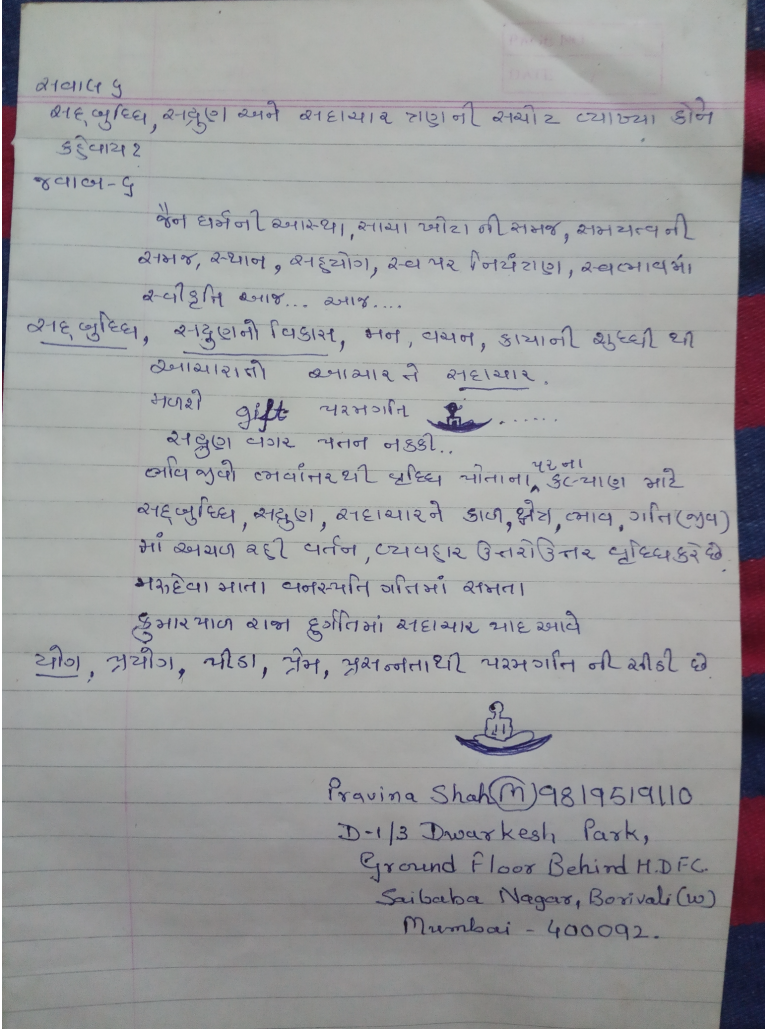 સવાલ ૬
સદ્ બુધ્ધિ, સદ્ગુણ અને સદાચાર ત્રણની સચોટ વ્યાખ્યા કોને
કહેવાય?
જવાબ-૬
જૈન ધર્મની આસ્થા, સાચા ખોટા ની સમજ, સમયત્વની
સમજ, સ્થાન, સહયોગ, સ્વ પર નિયંત્રણ, સ્વભાવમાં
સ્વીકૃતિ આજ... આજ....
સદ્ બુધ્ધિ, સદ્ગુણનો વિકાસ, મન, વચન, કાયાની શુધ્ધી થી
આચારાતો આચાર તે સદાચાર.
મળશે gift પરમગતિ ......
સદ્ગુણ વગર પતન નક્કી..
ભવિ જીવો ભવાંતરથી વૃધ્ધિ પોતાના, પર ના કલ્યાણ માટે
સદ્ બુધ્ધિ, સદ્ગુણ, સદાચારને કાળ, ક્ષેત્ર, ભાવ, ગતિ(જીવ)
માં અચળ રહી વર્તન, વ્યવહાર ઉત્તરોઉત્તર વૃધ્ધિ કરે છે.
મરુદેવા માતા વનસ્પતિ ગતિમાં સમતા
કુમારપાળ રાજા દુર્ગતિમાં સદાચાર યાદ આવે
યોગ, પ્રયોગ, પીડા, પ્રેમ, પ્રસન્નતાથી પરમગતિ ની સીડી છે.
Pravina Shah (M) 9819519110
D-1/3 Dwarkesh Park,
Ground Floor Behind H.D.F.C.
Saibaba Nagar, Borivali (w)
Mumbai - 400092.